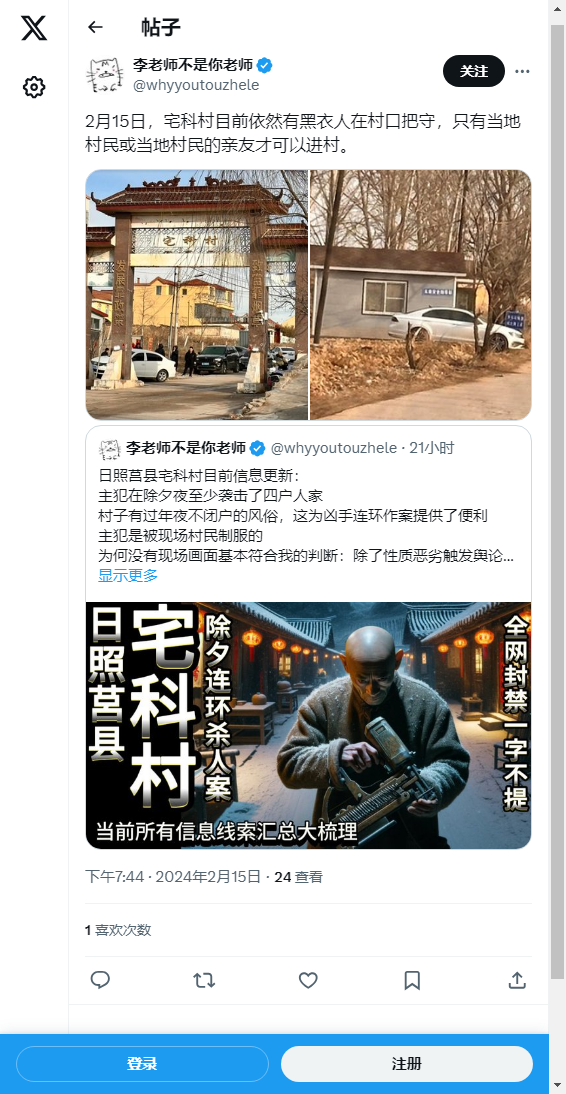 帖子
李老师不是你老师
@whyyoutouzhele
关注
2月15日，宅科村目前依然有黑衣人在村口把守，只有当地
村民或当地村民的亲友才可以进村。
宅科村
李老师不是你老师 @whyyoutouzhele · 21小时
日照莒县宅科村目前信息更新：
主犯在除夕夜至少袭击了四户人家
村子有过年夜不闭户的风俗，这为凶手连环作案提供了便利
主犯是被现场村民制服的
为何没有现场画面基本符合我的判断：除了性质恶劣触发舆论...
显示更多
日照莒县
宅科村
除夕连环杀人案
全网封禁一字不提
当前所有信息线索汇总大梳理
下午7:44 · 2024年2月15日 · 24 查看
1 喜欢次数
登录
注册